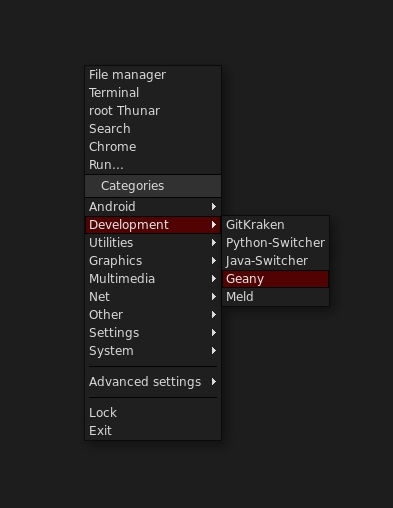 File manager
Terminal
root Thunar
Search
Chrome
Run...
Categories
Android
Development
Utilities
Graphics
Multimedia
Net
Other
Settings
System
Advanced settings
Lock
Exit
GitKraken
Python-Switcher
Java-Switcher
Geany
Meld